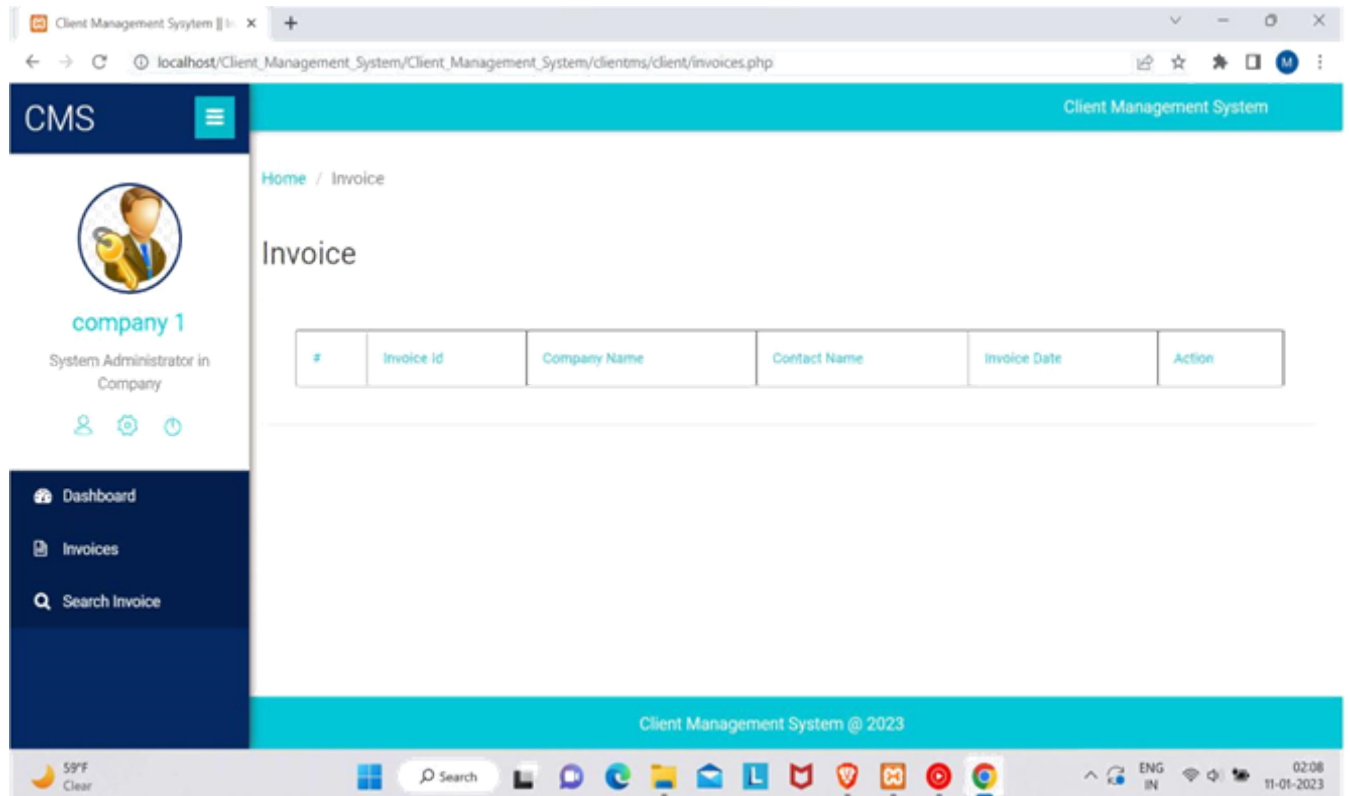 Client Management Sysytem || In
localhost/Client_Management_System/Client_Management_System/clientms/client/invoices.php
M
CMS
Client Management System
Home / Invoice
Invoice
company 1
System Administrator in
Company
# Invoice Id Company Name Contact Name Invoice Date Action
Dashboard
Invoices
Search Invoice
Client Management System @ 2023
59°F
Clear
Search
L
ENG
IN
02:08
11-01-2023